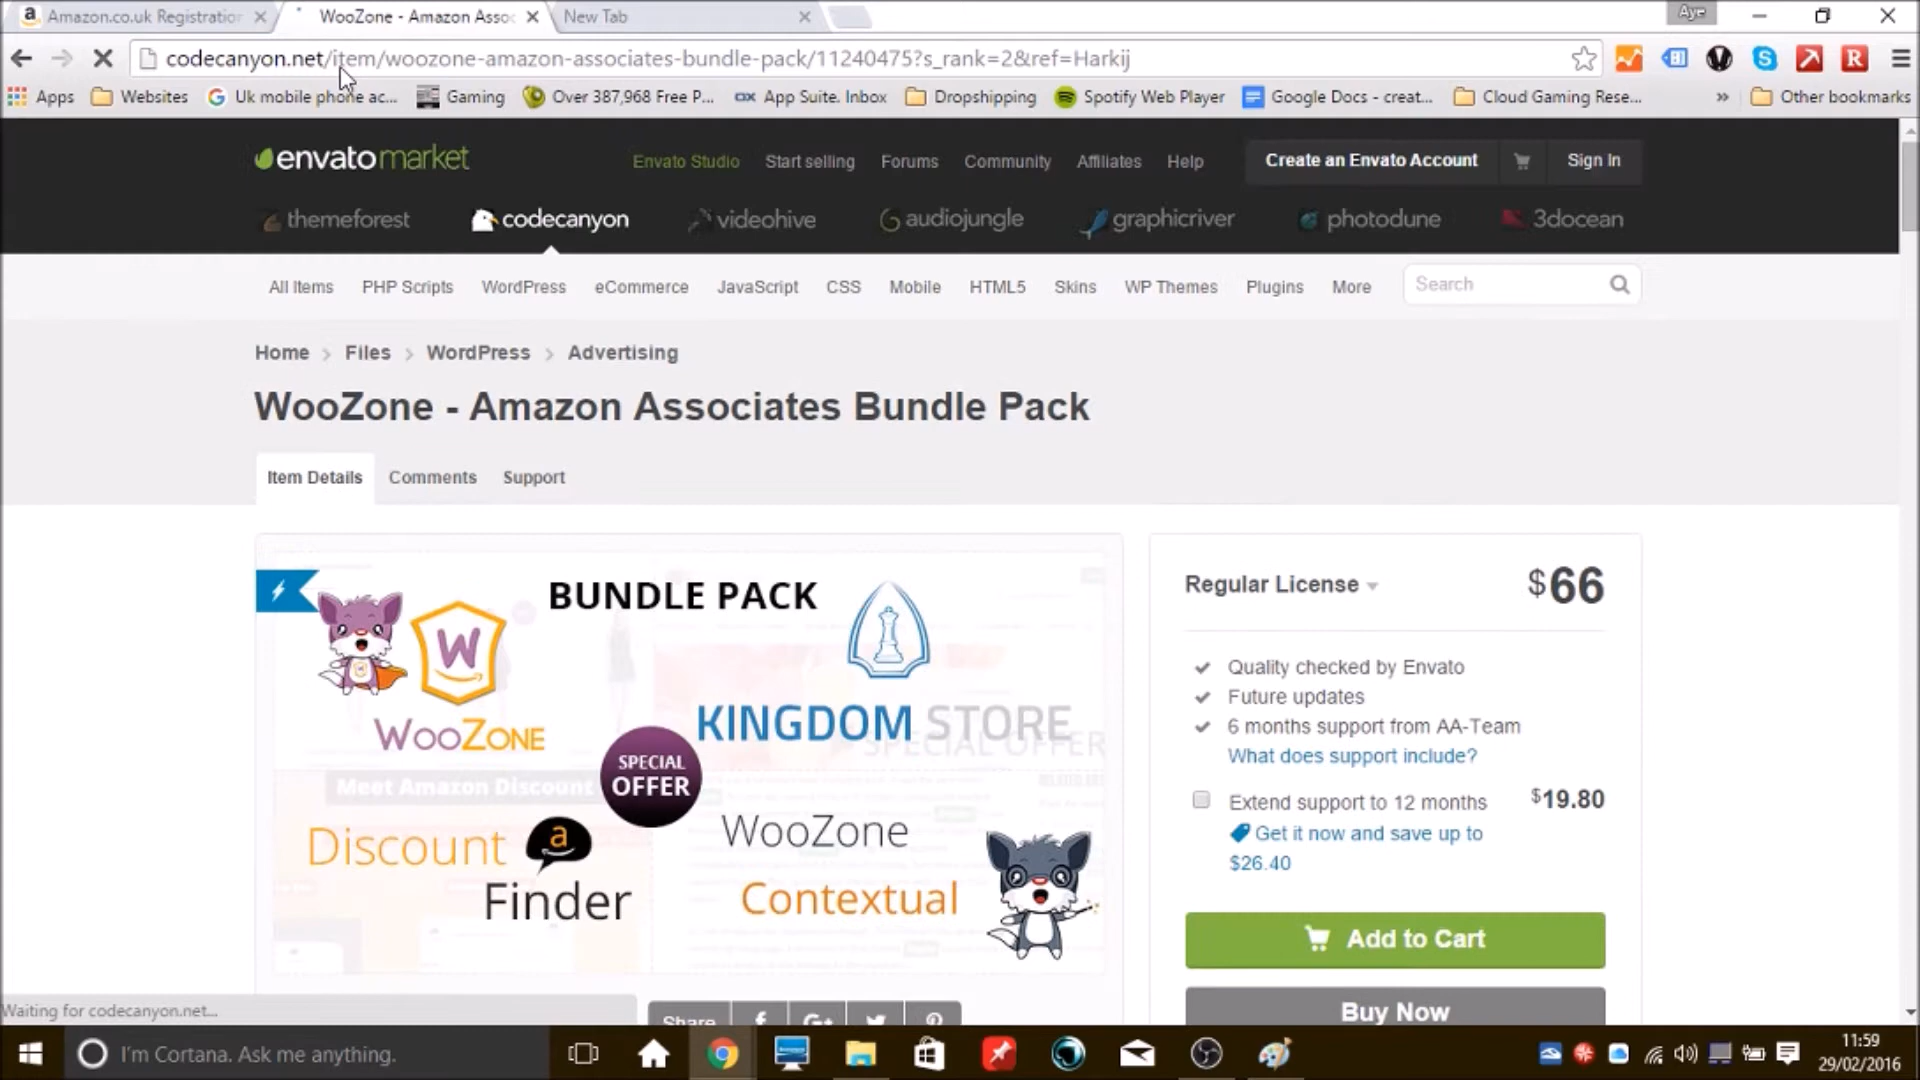 Amazon.co.uk Registration
WooZone - Amazon Asso
New Tab
Aye
codecanyon.net/item/woozone-amazon-associates-bundle-pack/11240475?s_rank=2&ref=Harkij
Apps Websites Uk mobile phone ac... Gaming Over 387,968 Free P... App Suite. Inbox Dropshipping Spotify Web Player Google Docs - creat... Cloud Gaming Rese... » Other bookmarks
envatomarket
Envato Studio Start selling Forums Community Affiliates Help Create an Envato Account Sign In
themeforest codecanyon videohive audiojungle graphicriver photodune 3docean
All Items PHP Scripts WordPress eCommerce JavaScript CSS Mobile HTML5 Skins WP Themes Plugins More Search
Home > Files > WordPress > Advertising
WooZone - Amazon Associates Bundle Pack
Item Details Comments Support
BUNDLE PACK
W
WOOZONE
KINGDOM STORE
SPECIAL OFFER
SPECIAL
OFFER
Meet Amazon Discount
Discount
a
Finder
WooZone
Contextual
Share
Regular License $66
Quality checked by Envato
Future updates
6 months support from AA-Team
What does support include?
Extend support to 12 months $19.80
Get it now and save up to
$26.40
Add to Cart
Buy Now
Waiting for codecanyon.net...
I'm Cortana. Ask me anything.
11:59
29/02/2016